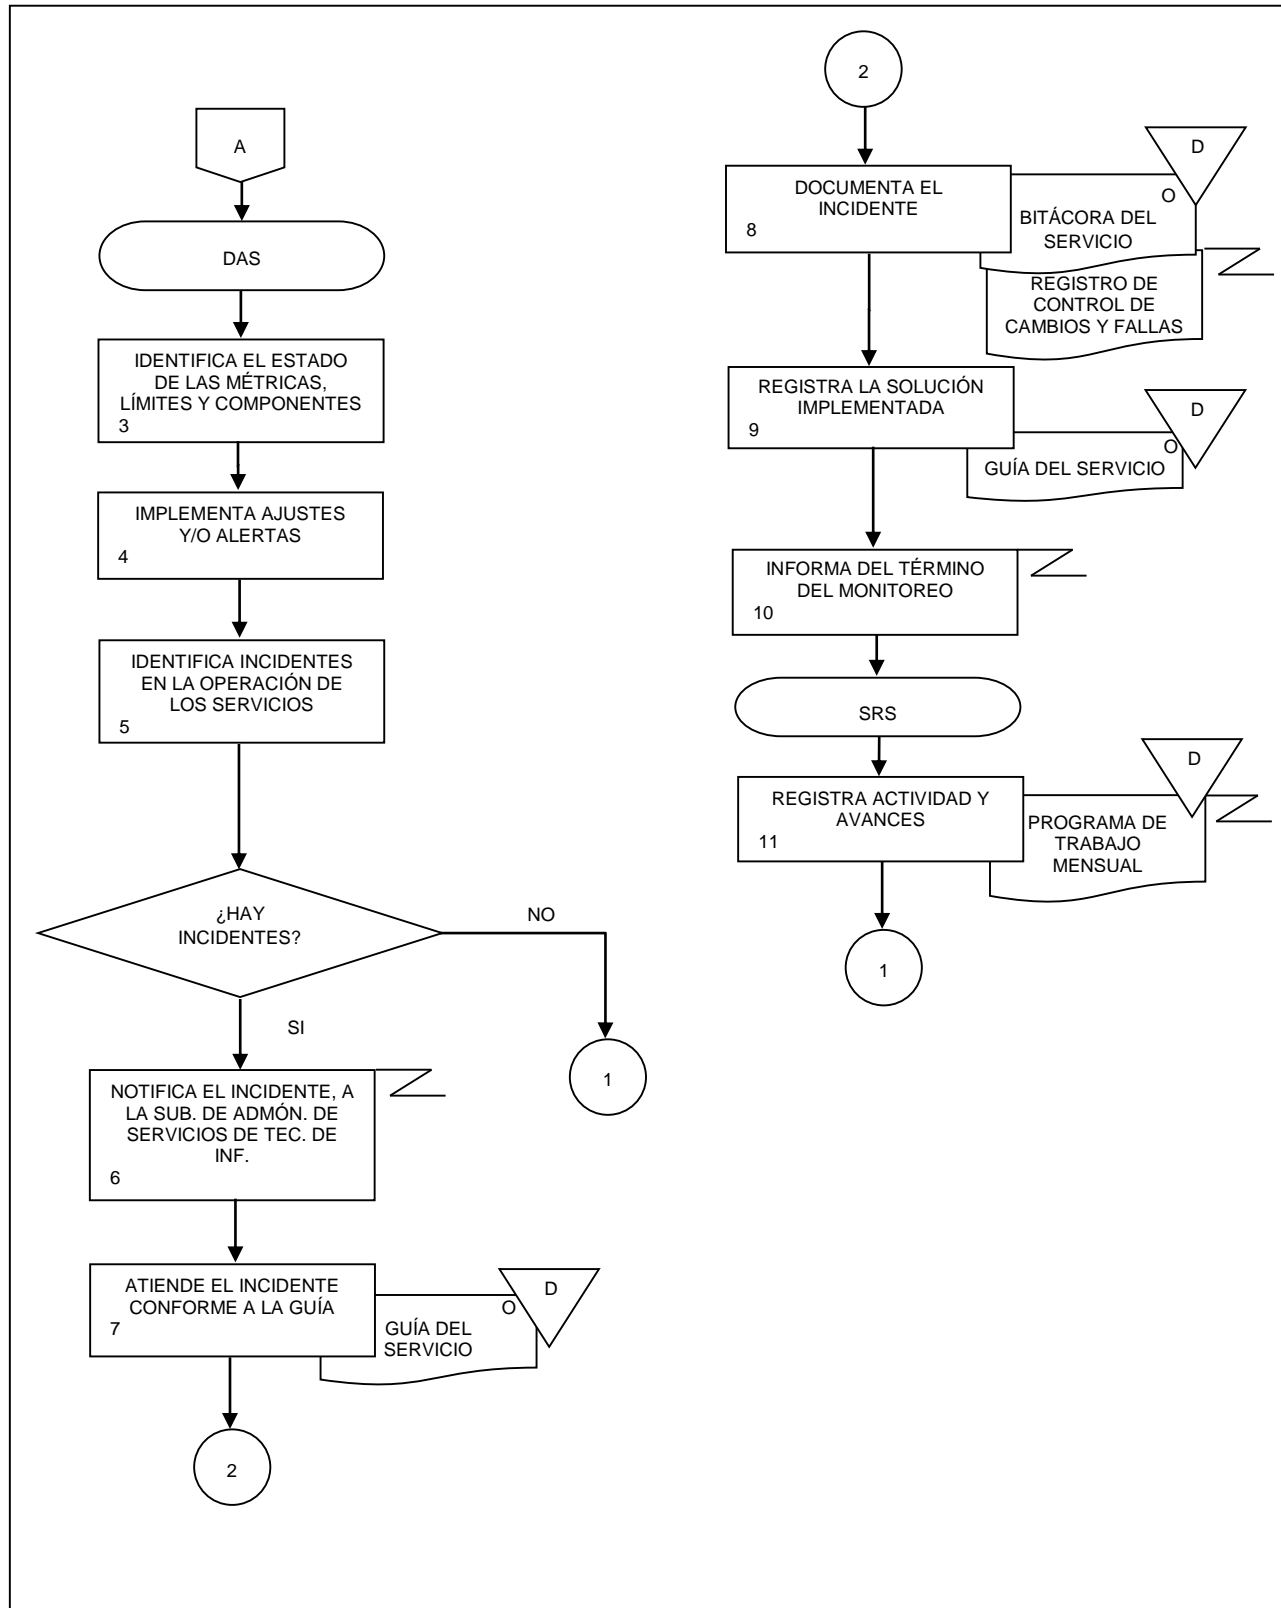 A
DAS
IDENTIFICA EL ESTADO
DE LAS MÉTRICAS,
LÍMITES Y COMPONENTES
3
IMPLEMENTA AJUSTES
Y/O ALERTAS
4
IDENTIFICA INCIDENTES
EN LA OPERACIÓN DE
LOS SERVICIOS
5
¿HAY
INCIDENTES?
NO
1
SI
NOTIFICA EL INCIDENTE, A
LA SUB. DE ADMÓN. DE
SERVICIOS DE TEC. DE
INF.
6
ATIENDE EL INCIDENTE
CONFORME A LA GUÍA
7
D
O
GUÍA DEL
SERVICIO
2
2
DOCUMENTA EL
INCIDENTE
8
D
O
BITÁCORA DEL
SERVICIO
REGISTRO DE
CONTROL DE
CAMBIOS Y FALLAS
REGISTRA LA SOLUCIÓN
IMPLEMENTADA
9
D
O
GUÍA DEL SERVICIO
INFORMA DEL TÉRMINO
DEL MONITOREO
10
SRS
REGISTRA ACTIVIDAD Y
AVANCES
11
D
PROGRAMA DE
TRABAJO
MENSUAL
1